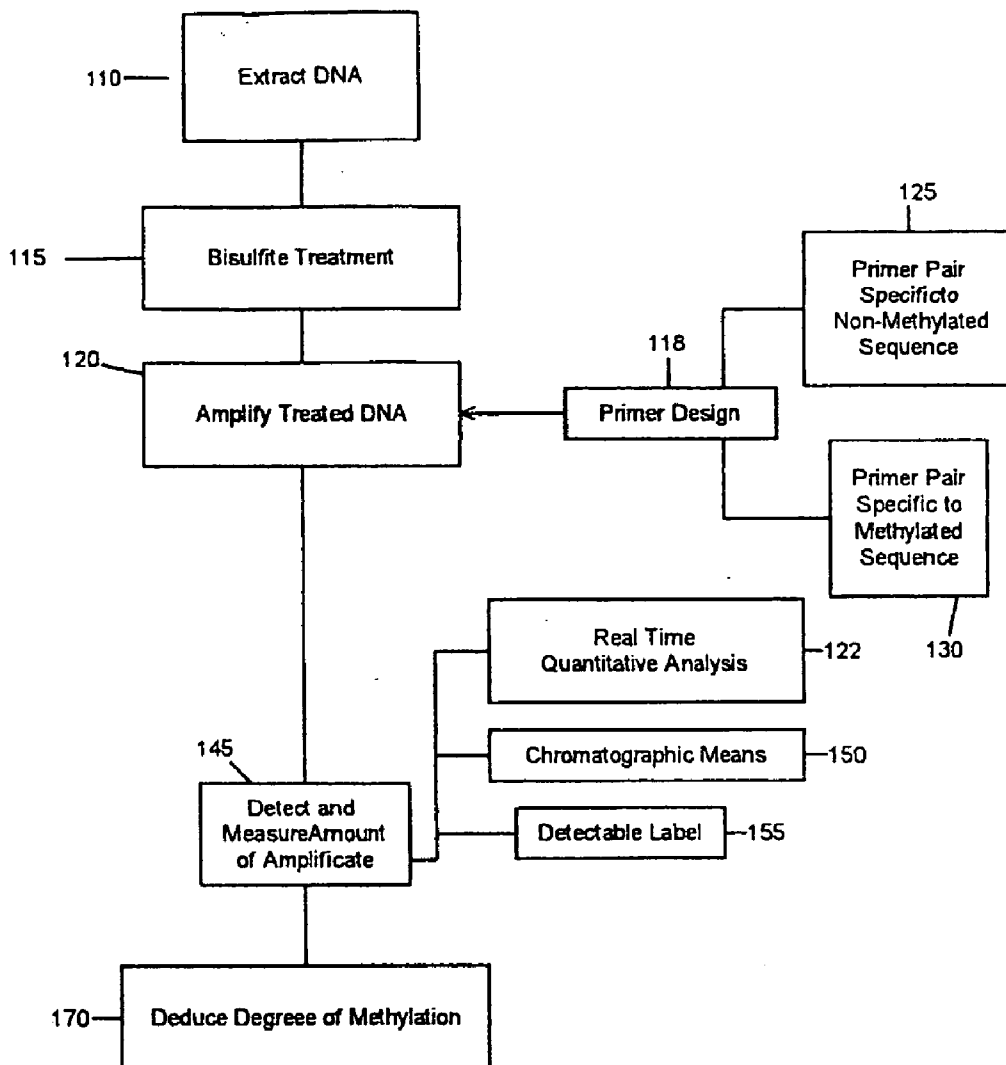 110
Extract DNA
115
Bisulfite Treatment
125
Primer Pair
Specificto
Non-Methylated
Sequence
120
Amplify Treated DNA
118
Primer Design
Primer Pair
Specific to
Methylated
Sequence
130
Real Time
Quantitative Analysis
122
Chromatographic Means
150
Detectable Label
155
145
Detect and
MeasureAmount
of Amplificate
170
Deduce Degreee of Methylation